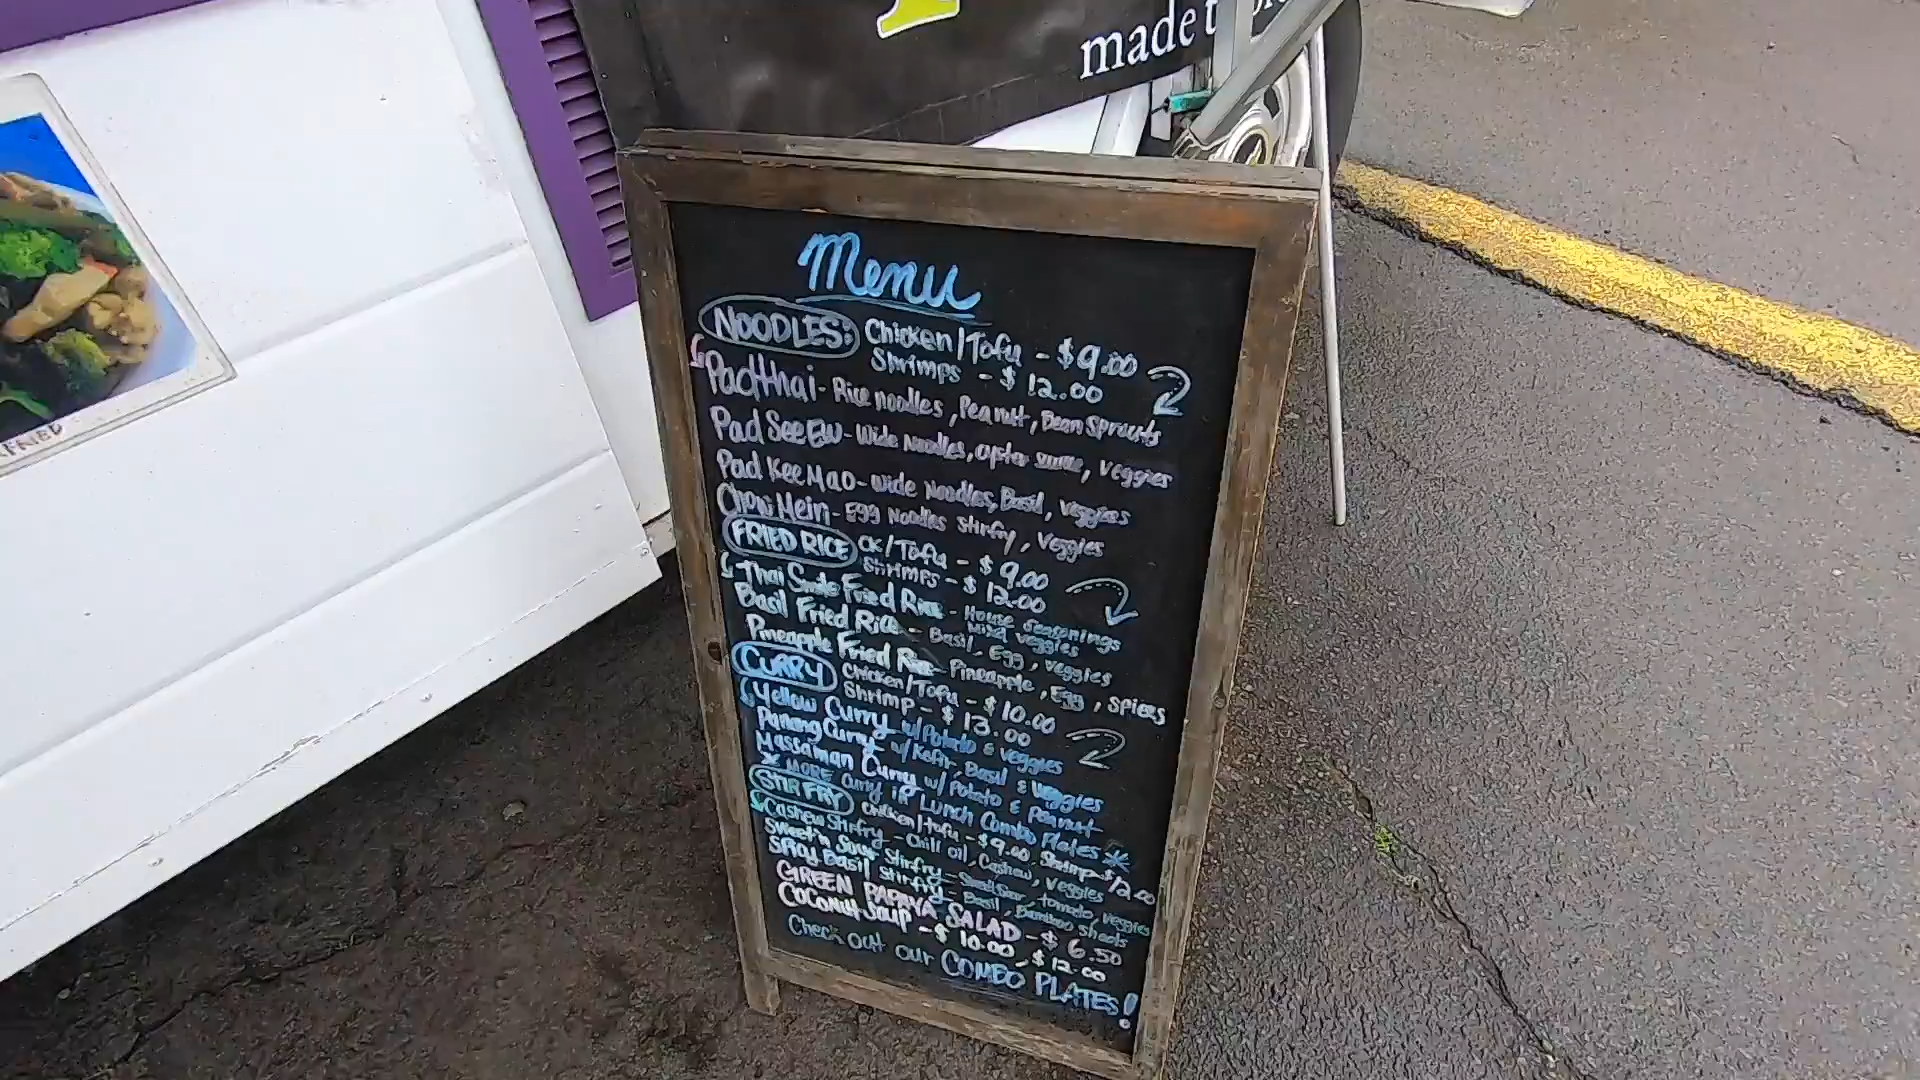 made t
FRIED
Menu
NOODLES: Chicken/Tofu - $9.00
Shrimps - $12.00
Padthai - Rice noodles, Peanut, Bean Sprouts
Pad See Ew - Wide Noodles, veggies
Pad Kee Mao - wide Noodles, Basil, veggies
Chow Mein - Egg Noodles stirfry, Veggies
FRIED RICE CK/Tofu - $9.00
Shrimps - $12.00
Thai Smile Fried Rice - House seasonings
Mixd veggies
Basil Fried Rice - Basil, Egg, veggies
Pineapple Fried Rice - Pineapple, Egg, spices
CURRY Chicken/Tofu - $10.00
Shrimp - $13.00
Yellow Curry w/Potato & veggies
Panang Curry w/ Kafir, Basil & Veggies
Massaman Curry w/ Potato & Peanut
* MORE Curry in Lunch Combo Plates *
STIR FRY Chicken/tofu - $9.00 Shrimp $12.00
Cashew Stirfry - Chili oil, Cashew, Veggies
Sweet'n Sour Stirfry - Sweet Sour, tomato, veggies
Spicy Basil Stirfry - Basil, Bamboo shoots
GREEN PAPAYA SALAD - $6.50
COCONUT SOUP - $10.00, $12.00
Check out our COMBO PLATES!